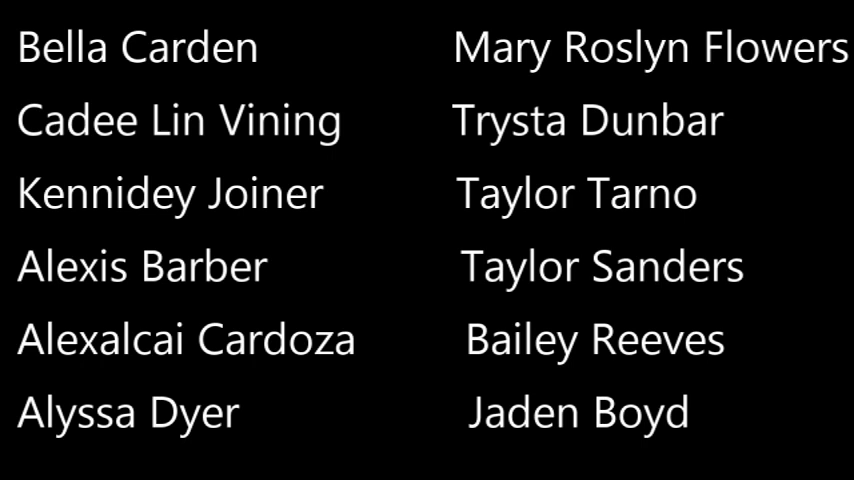 Bella Carden
Cadee Lin Vining
Kennidey Joiner
Alexis Barber
Alexalcai Cardoza
Alyssa Dyer
Mary Roslyn Flowers
Trysta Dunbar
Taylor Tarno
Taylor Sanders
Bailey Reeves
Jaden Boyd